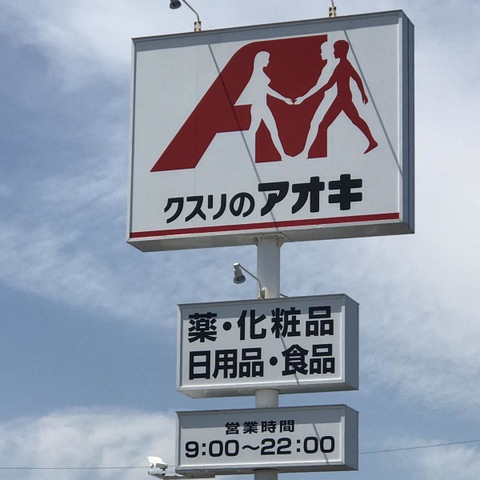 クスリのアオキ
薬・化粧品
日用品・食品
営業時間
9:00～22:00